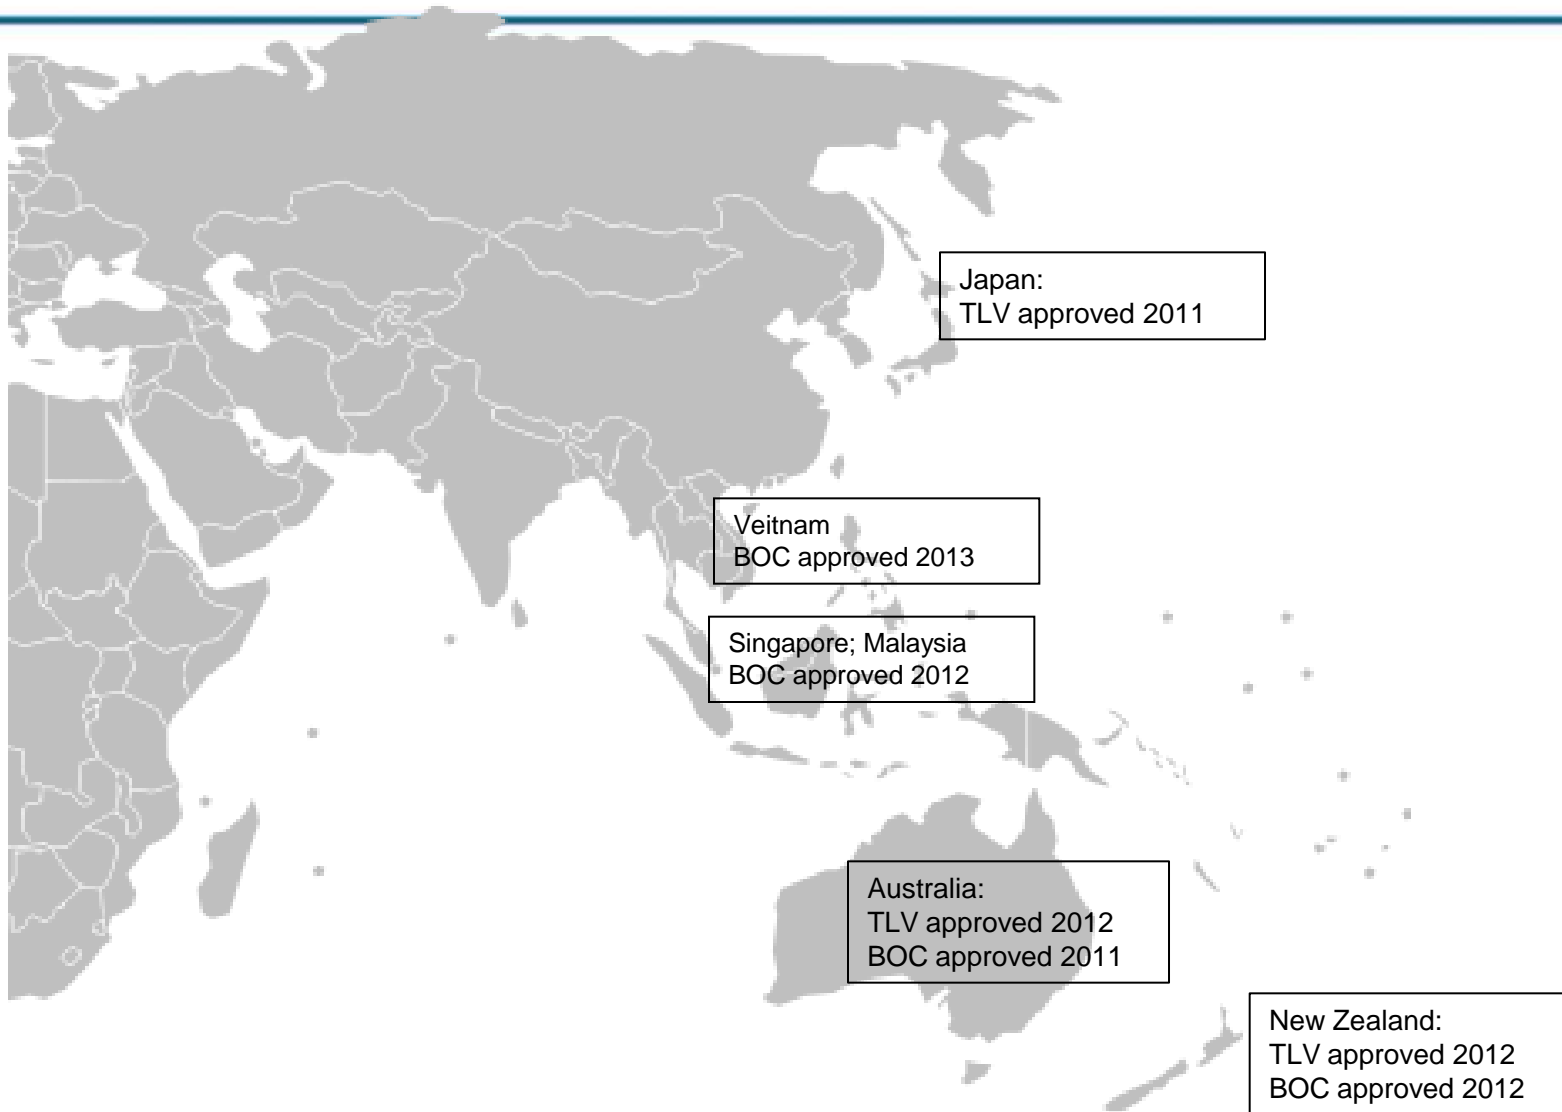 Japan:
TLV approved 2011
Veitnam
BOC approved 2013
Singapore; Malaysia
BOC approved 2012
Australia:
TLV approved 2012
BOC approved 2011
New Zealand:
TLV approved 2012
BOC approved 2012